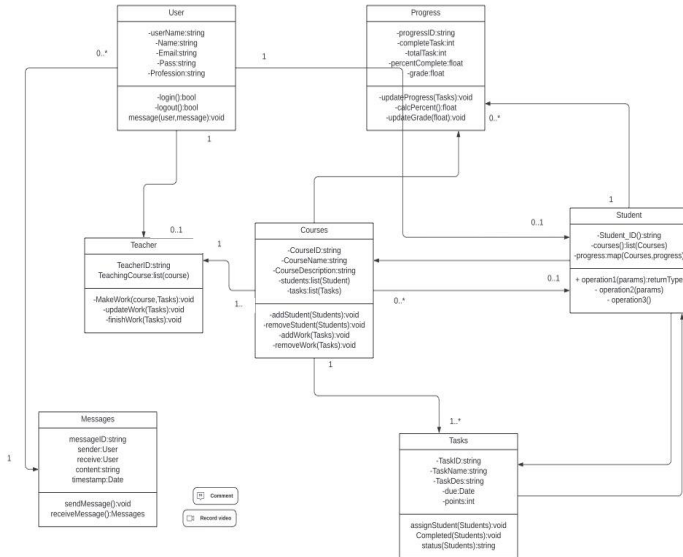 User
-userName:string
-Name:string
-Email:string
-Pass:string
-Profession:string
-login():bool
-logout():bool
message(user,message):void
Progress
-progressID:string
-completeTask:int
-totalTask:int
-percentComplete:float
-grade:float
-updateProgress(Tasks):void
-calcPercent():float
-updateGrade(float):void
0..*
1
0..*
1
1
0..1
0..1
Teacher
TeacherID:string
TeachingCourse:list(course)
-MakeWork(course,Tasks):void
-updateWork(Tasks):void
-finishWork(Tasks):void
1
1..
Courses
-CourseID:string
-CourseName:string
-CourseDescription:string
-students:list(Student)
-tasks:list(Tasks)
-addStudent(Students):void
-removeStudent(Students):void
-addWork(Tasks):void
-removeWork(Tasks):void
0..1
0..*
Student
-Student_ID():string
-courses():list(Courses)
-progress:map(Courses,progress)
+ operation1(params):returnType
- operation2(params)
- operation3()
1
1..*
Messages
messageID:string
sender:User
receive:User
content:string
timestamp:Date
sendMessage():void
receiveMessage():Messages
1
Comment
Record video
Tasks
-TaskID:string
-TaskName:string
-TaskDes:string
-due:Date
-points:int
assignStudent(Students):void
Completed(Students):void
status(Students):string